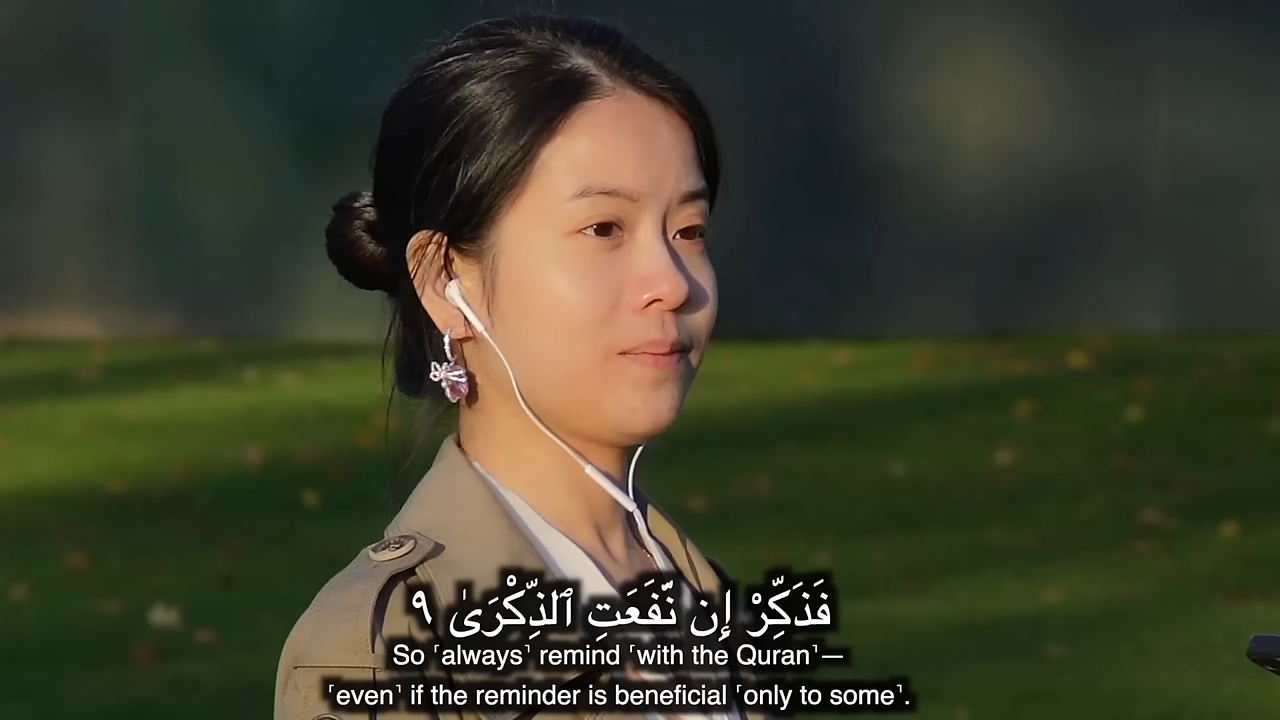 فَذَكِّرْ إِن نَّفَعَتِ ٱلذِّكْرَىٰ ٩
So ˹always˺ remind ˹with the Quran˺—
˹even˺ if the reminder is beneficial ˹only to some˺.